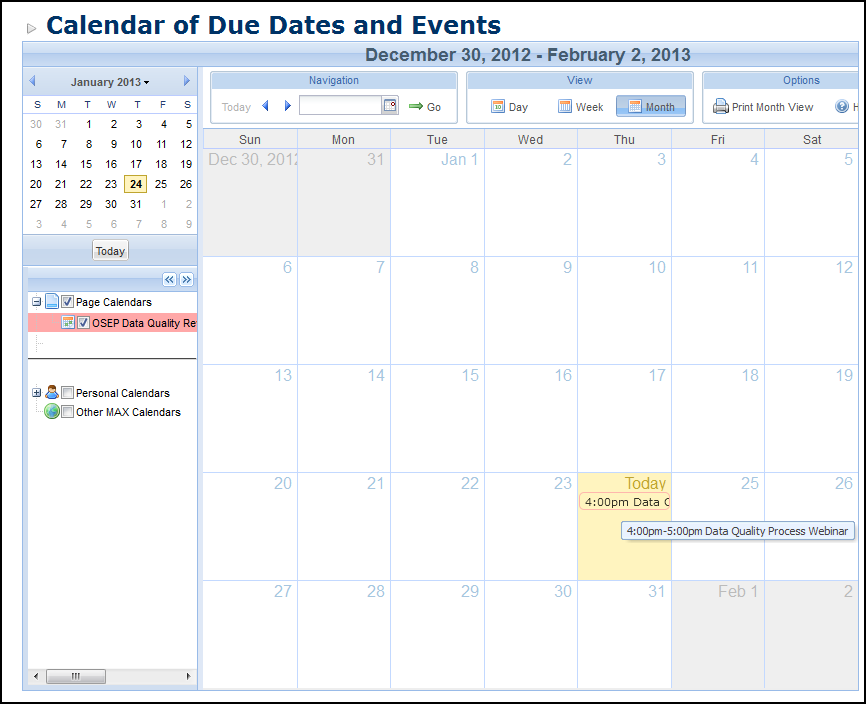 Calendar of Due Dates and Events
December 30, 2012 - February 2, 2013
January 2013
S M T W T F S
30 31 1 2 3 4 5
6 7 8 9 10 11 12
13 14 15 16 17 18 19
20 21 22 23 24 25 26
27 28 29 30 31 1 2
3 4 5 6 7 8 9
Today
Page Calendars
OSEP Data Quality Re
Personal Calendars
Other MAX Calendars
Navigation
Today Go
View
10 Day Week Month
Options
Print Month View ? H
Sun Mon Tue Wed Thu Fri Sat
Dec 30, 2012 31 Jan 1 2 3 4 5
6 7 8 9 10 11 12
13 14 15 16 17 18 19
20 21 22 23 Today 25 26
4:00pm Data
4:00pm-5:00pm Data Quality Process Webinar
27 28 29 30 31 Feb 1 2